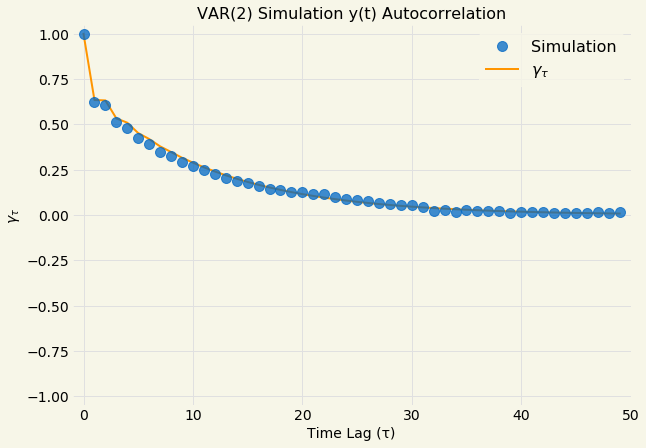 VAR(2) Simulation y(t) Autocorrelation
Simulation
γτ
1.00
0.75
0.50
0.25
0.00
−0.25
−0.50
−0.75
−1.00
γτ
0 10 20 30 40 50
Time Lag (τ)